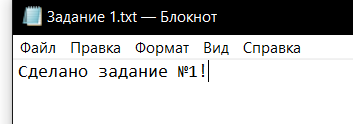 Задание 1.txt — Блокнот
Файл Правка Формат Вид Справка
Сделано задание №1!